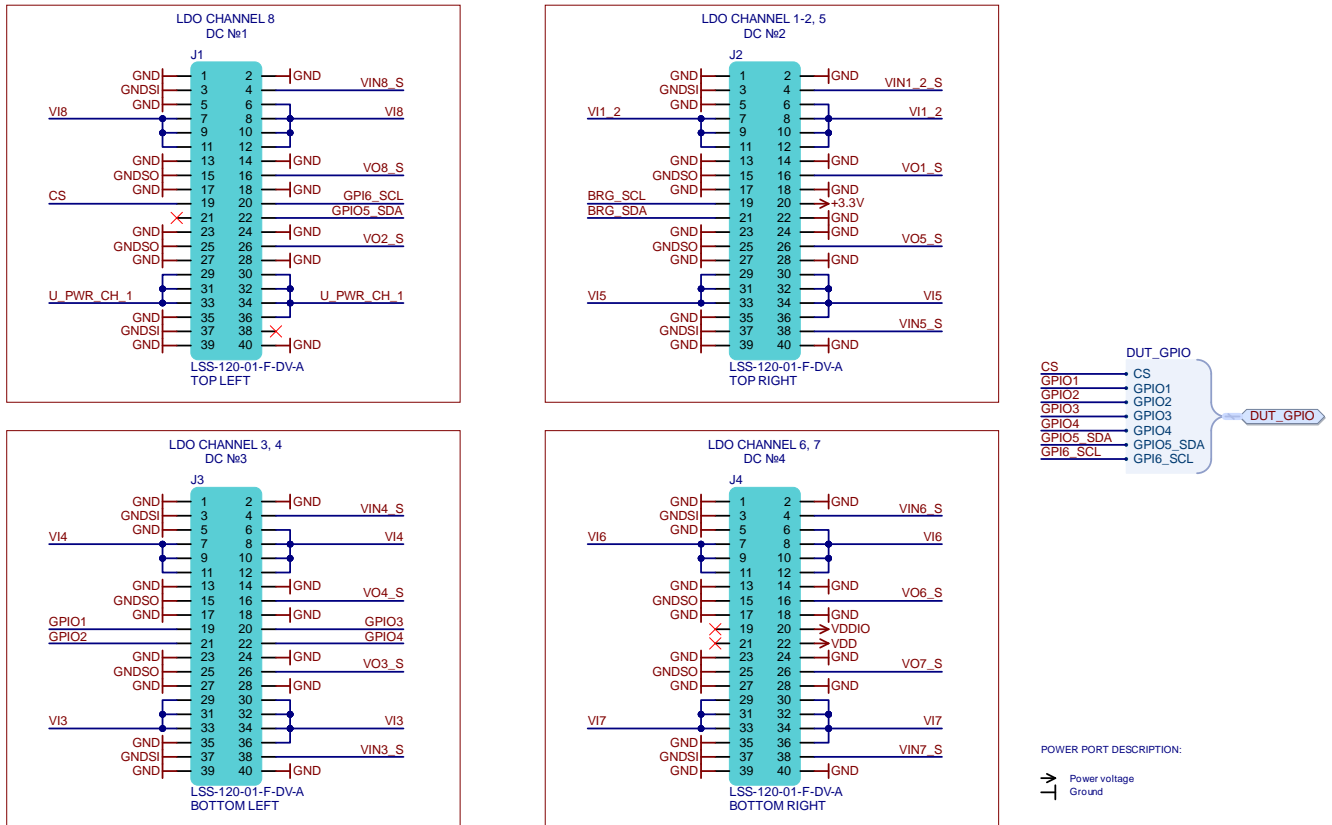 LDO CHANNEL 8
DC №1
J1
GND 1 2 GND
GNDSI 3 4 VIN8_S
GND 5 6
VI8 7 8 VI8
9 10
11 12
GND 13 14 GND
GNDSO 15 16 VO8_S
GND 17 18 GND
CS 19 20 GPI6_SCL
21 22 GPIO5_SDA
GND 23 24 GND
GNDSO 25 26 VO2_S
GND 27 28 GND
29 30
31 32
U_PWR_CH_1 33 34 U_PWR_CH_1
GND 35 36
GNDSI 37 38
GND 39 40 GND
LSS-120-01-F-DV-A
TOP LEFT
LDO CHANNEL 1-2, 5
DC №2
J2
GND 1 2 GND
GNDSI 3 4 VIN1_2_S
GND 5 6
VI1_2 7 8 VI1_2
9 10
11 12
GND 13 14 GND
GNDSO 15 16 VO1_S
GND 17 18 GND
BRG_SCL 19 20 +3.3V
BRG_SDA 21 22 GND
GND 23 24 GND
GNDSO 25 26 VO5_S
GND 27 28 GND
29 30
31 32
VI5 33 34 VI5
GND 35 36
GNDSI 37 38 VIN5_S
GND 39 40 GND
LSS-120-01-F-DV-A
TOP RIGHT
DUT_GPIO
CS CS
GPIO1 GPIO1
GPIO2 GPIO2
GPIO3 GPIO3
GPIO4 GPIO4
GPIO5_SDA GPIO5_SDA
GPI6_SCL GPI6_SCL
DUT_GPIO
LDO CHANNEL 3, 4
DC №3
J3
GND 1 2 GND
GNDSI 3 4 VIN4_S
GND 5 6
VI4 7 8 VI4
9 10
11 12
GND 13 14 GND
GNDSO 15 16 VO4_S
GND 17 18 GND
GPIO1 19 20 GPIO3
GPIO2 21 22 GPIO4
GND 23 24 GND
GNDSO 25 26 VO3_S
GND 27 28 GND
29 30
31 32
VI3 33 34 VI3
GND 35 36
GNDSI 37 38 VIN3_S
GND 39 40 GND
LSS-120-01-F-DV-A
BOTTOM LEFT
LDO CHANNEL 6, 7
DC №4
J4
GND 1 2 GND
GNDSI 3 4 VIN6_S
GND 5 6
VI6 7 8 VI6
9 10
11 12
GND 13 14 GND
GNDSO 15 16 VO6_S
GND 17 18 GND
19 20 VDDIO
21 22 VDD
GND 23 24 GND
GNDSO 25 26 VO7_S
GND 27 28 GND
29 30
31 32
VI7 33 34 VI7
GND 35 36
GNDSI 37 38 VIN7_S
GND 39 40 GND
LSS-120-01-F-DV-A
BOTTOM RIGHT
POWER PORT DESCRIPTION:
Power voltage
Ground